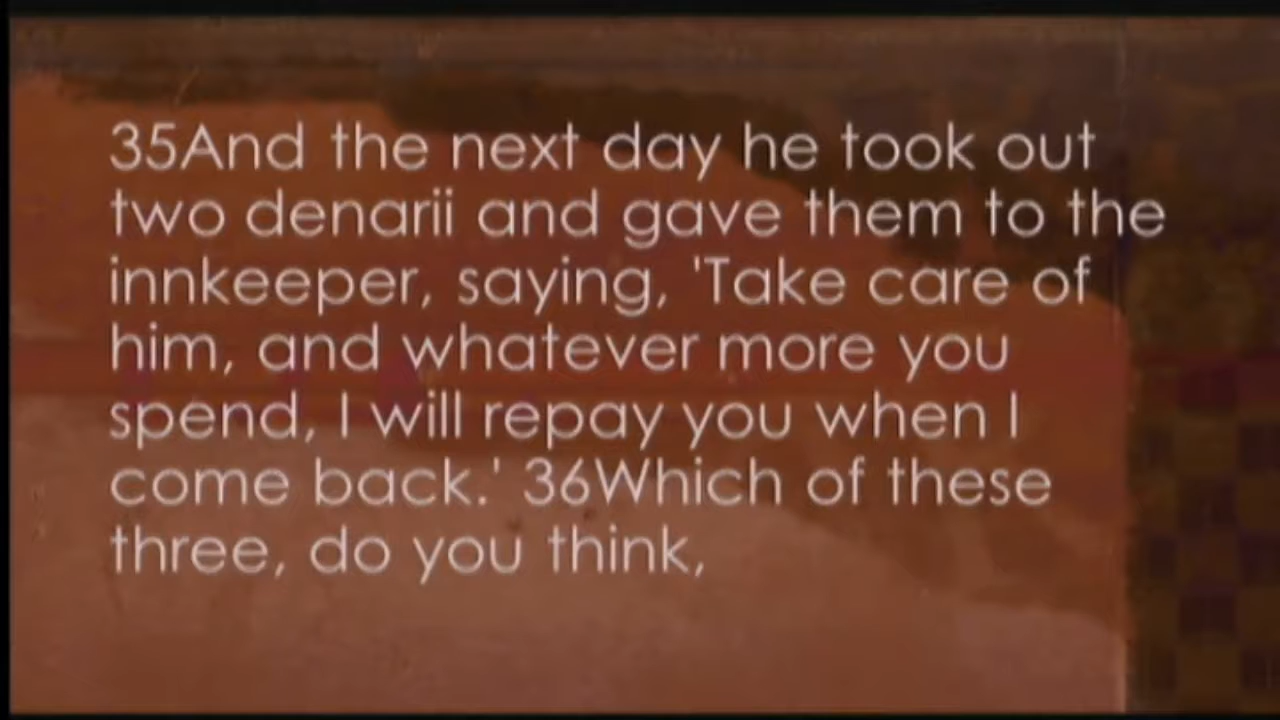 35And the next day he took out
two denarii and gave them to the
innkeeper, saying, 'Take care of
him, and whatever more you
spend, I will repay you when I
come back.' 36Which of these
three, do you think,